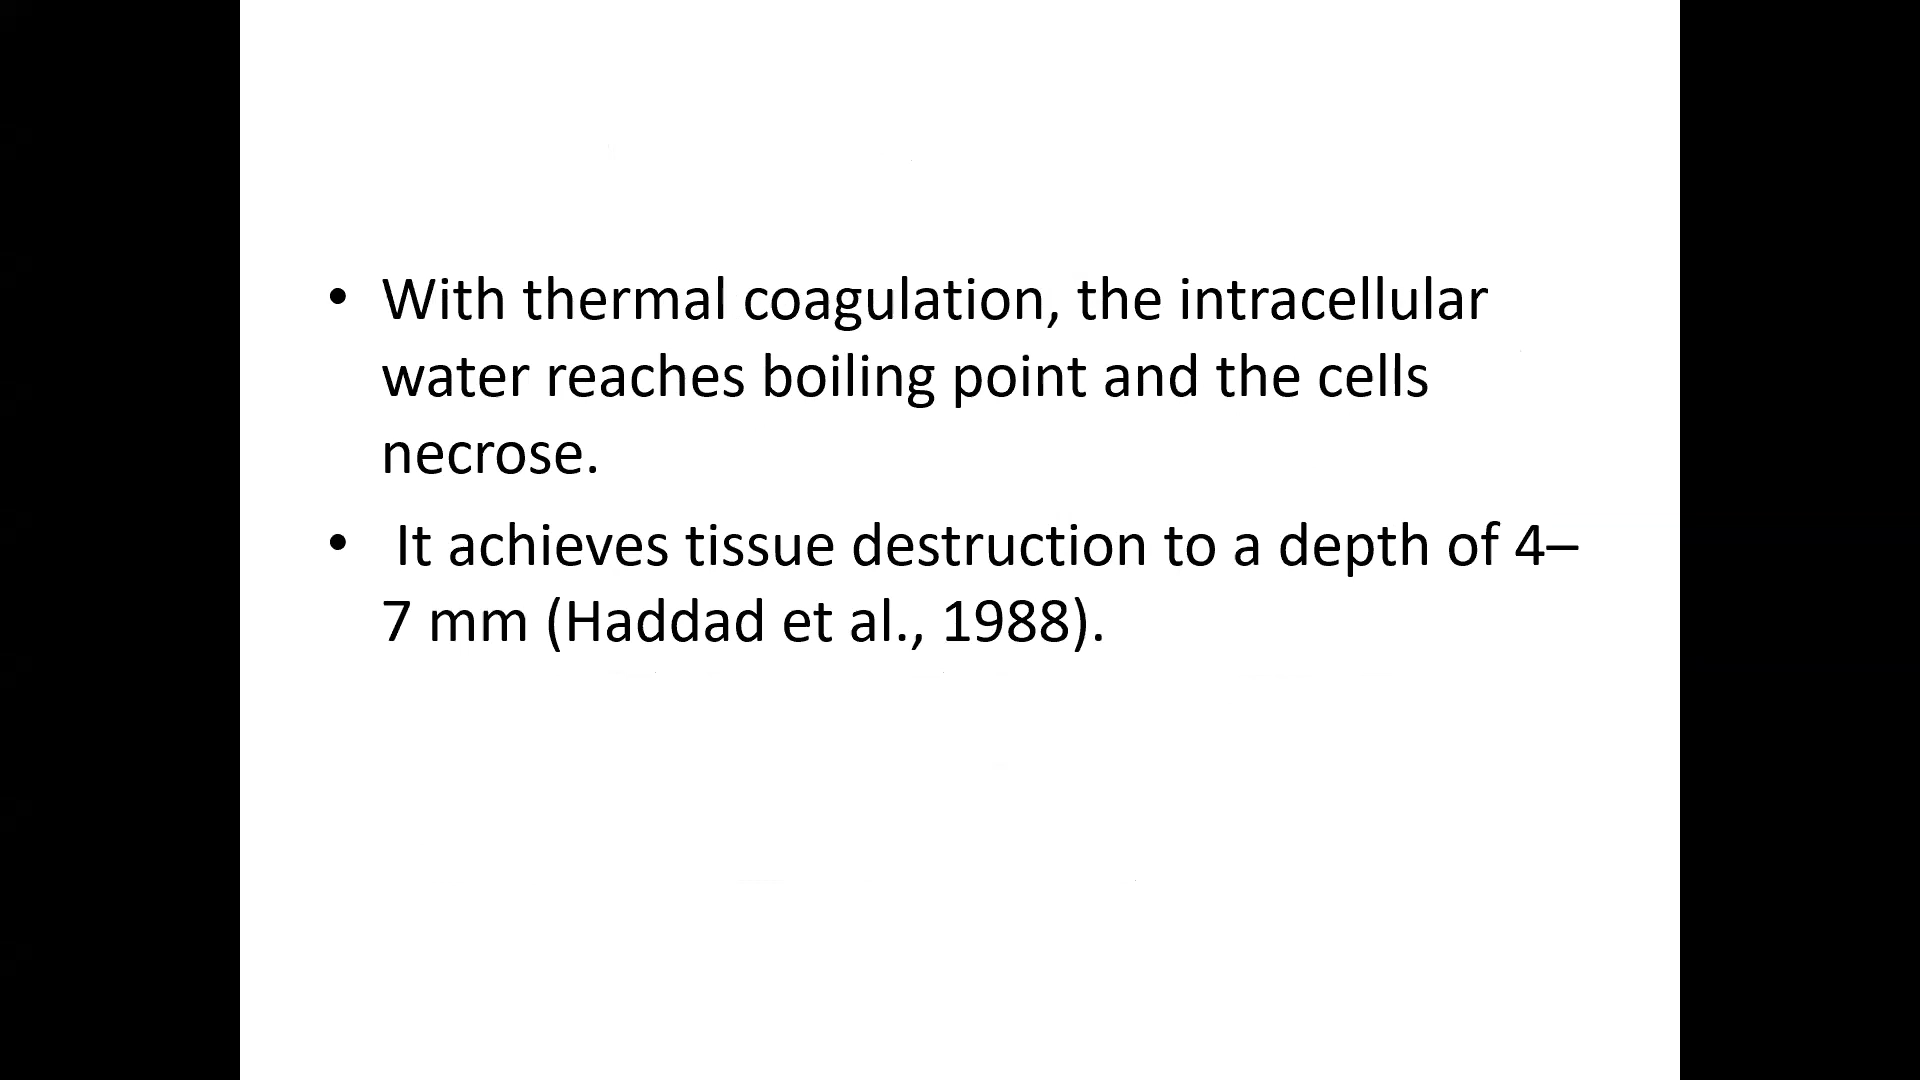 • With thermal coagulation, the intracellular
water reaches boiling point and the cells
necrose.
• It achieves tissue destruction to a depth of 4–
7 mm (Haddad et al., 1988).